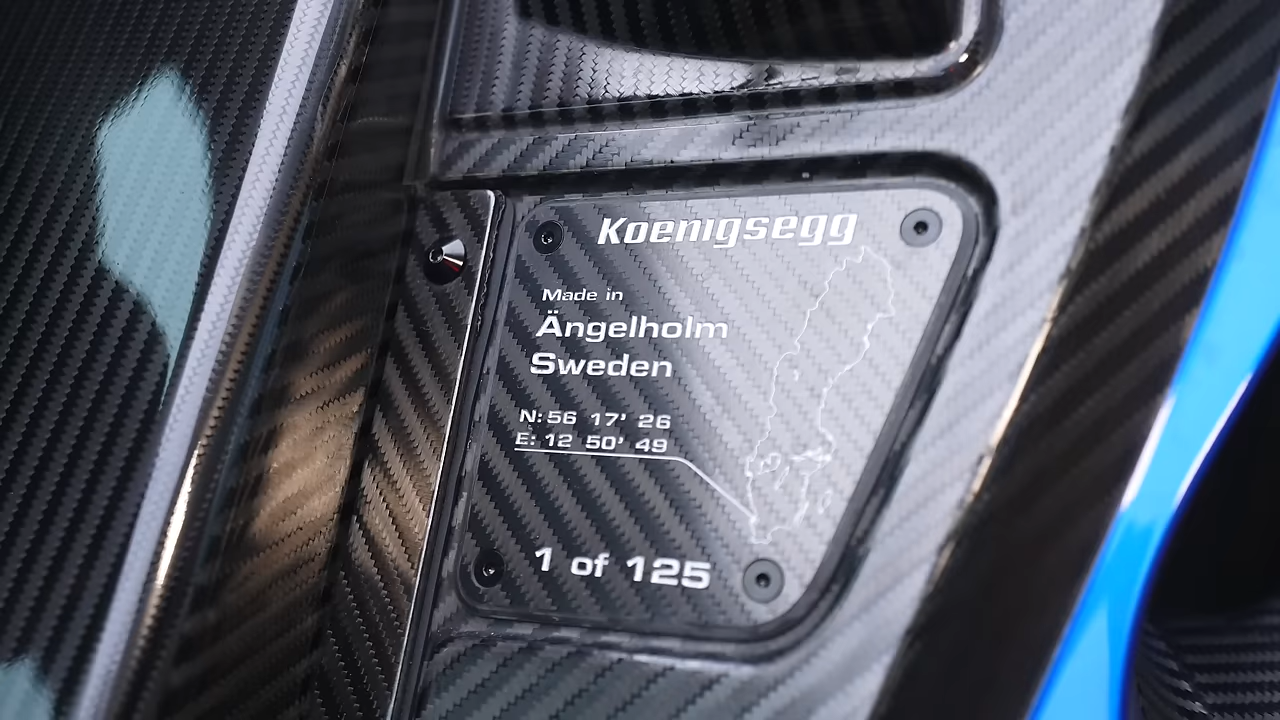 Koenigsegg
Made in
Ängelholm
Sweden
N: 56 17' 26
E: 12 50' 49
1 of 125